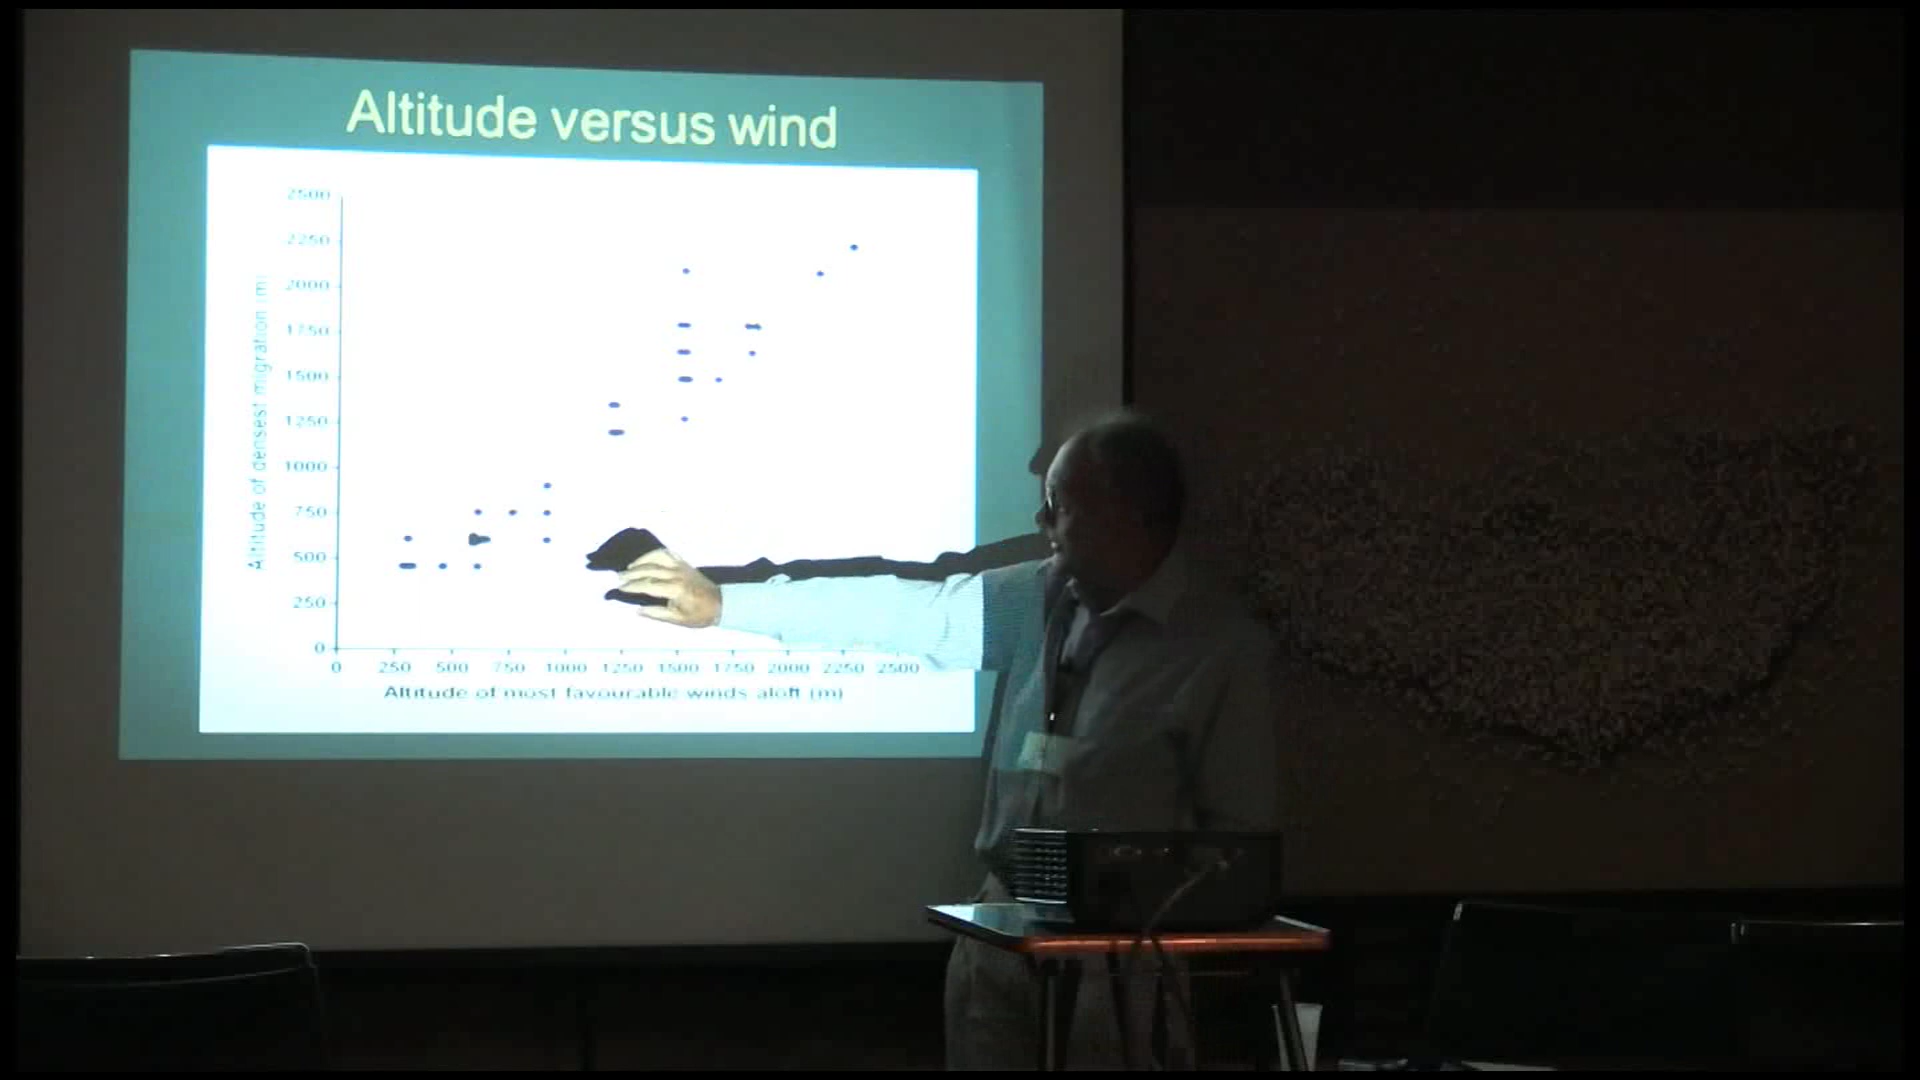 Altitude versus wind
2500
2250
2000
1750
1500
1250
1000
750
500
250
0
Altitude of densest migration (m)
0 250 500 750 1000 1250 1500 1750 2000 2250 2500
Altitude of most favourable winds aloft (m)